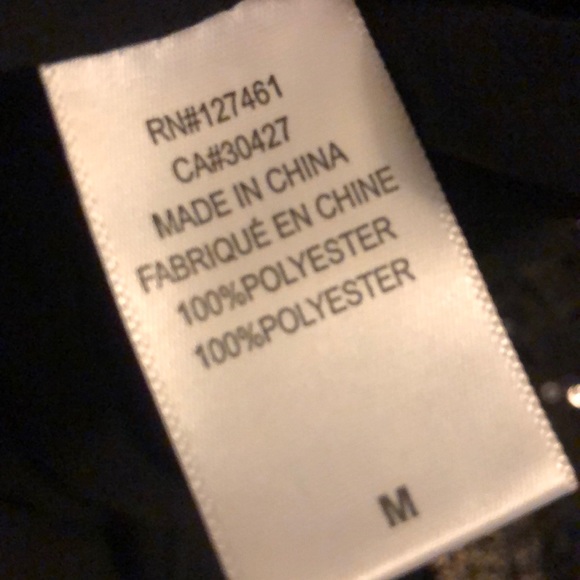 RN#127461
CA#30427
MADE IN CHINA
FABRIQUÉ EN CHINE
100%POLYESTER
100%POLYESTER
M